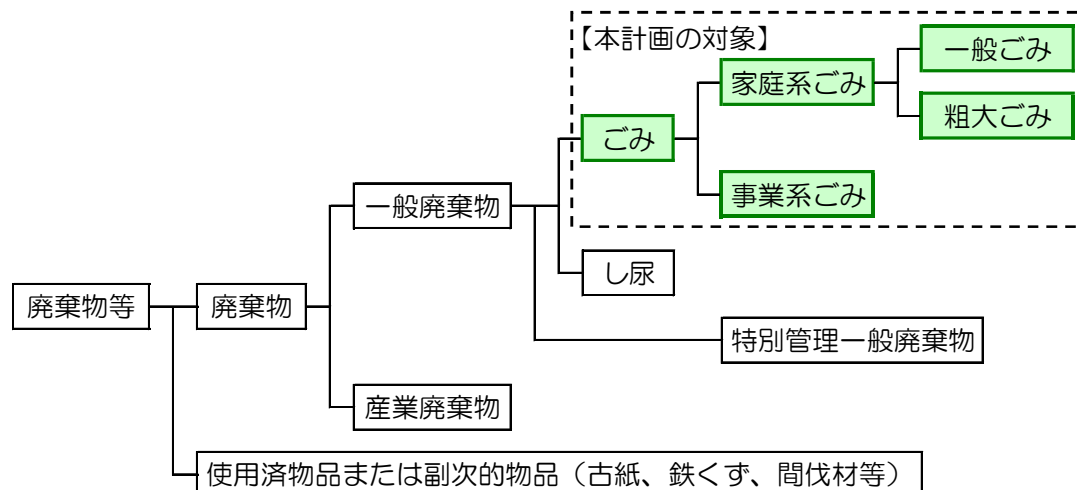 【本計画の対象】
一般ごみ
家庭系ごみ
粗大ごみ
ごみ
事業系ごみ
一般廃棄物
し尿
廃棄物等
廃棄物
特別管理一般廃棄物
産業廃棄物
使用済物品または副次的物品（古紙、鉄くず、間伐材等）